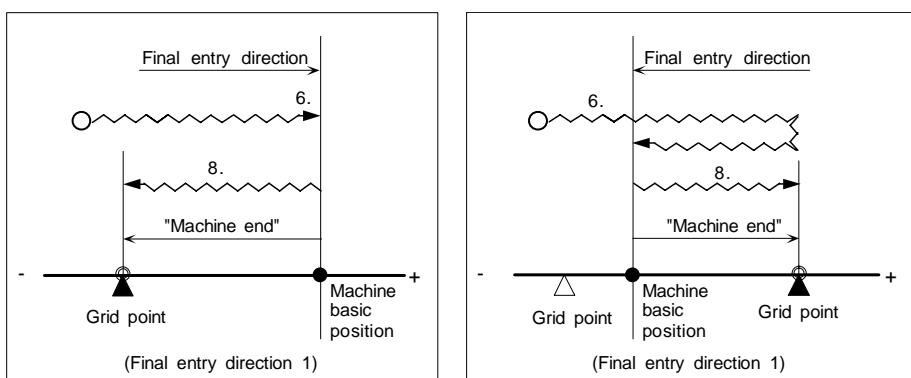 Final entry direction
6.
8.
"Machine end"
-
+
Grid point
Machine
basic
position
(Final entry direction 1)
Final entry direction
6.
8.
"Machine end"
-
+
Grid point
Machine
basic
position
Grid point
(Final entry direction 1)